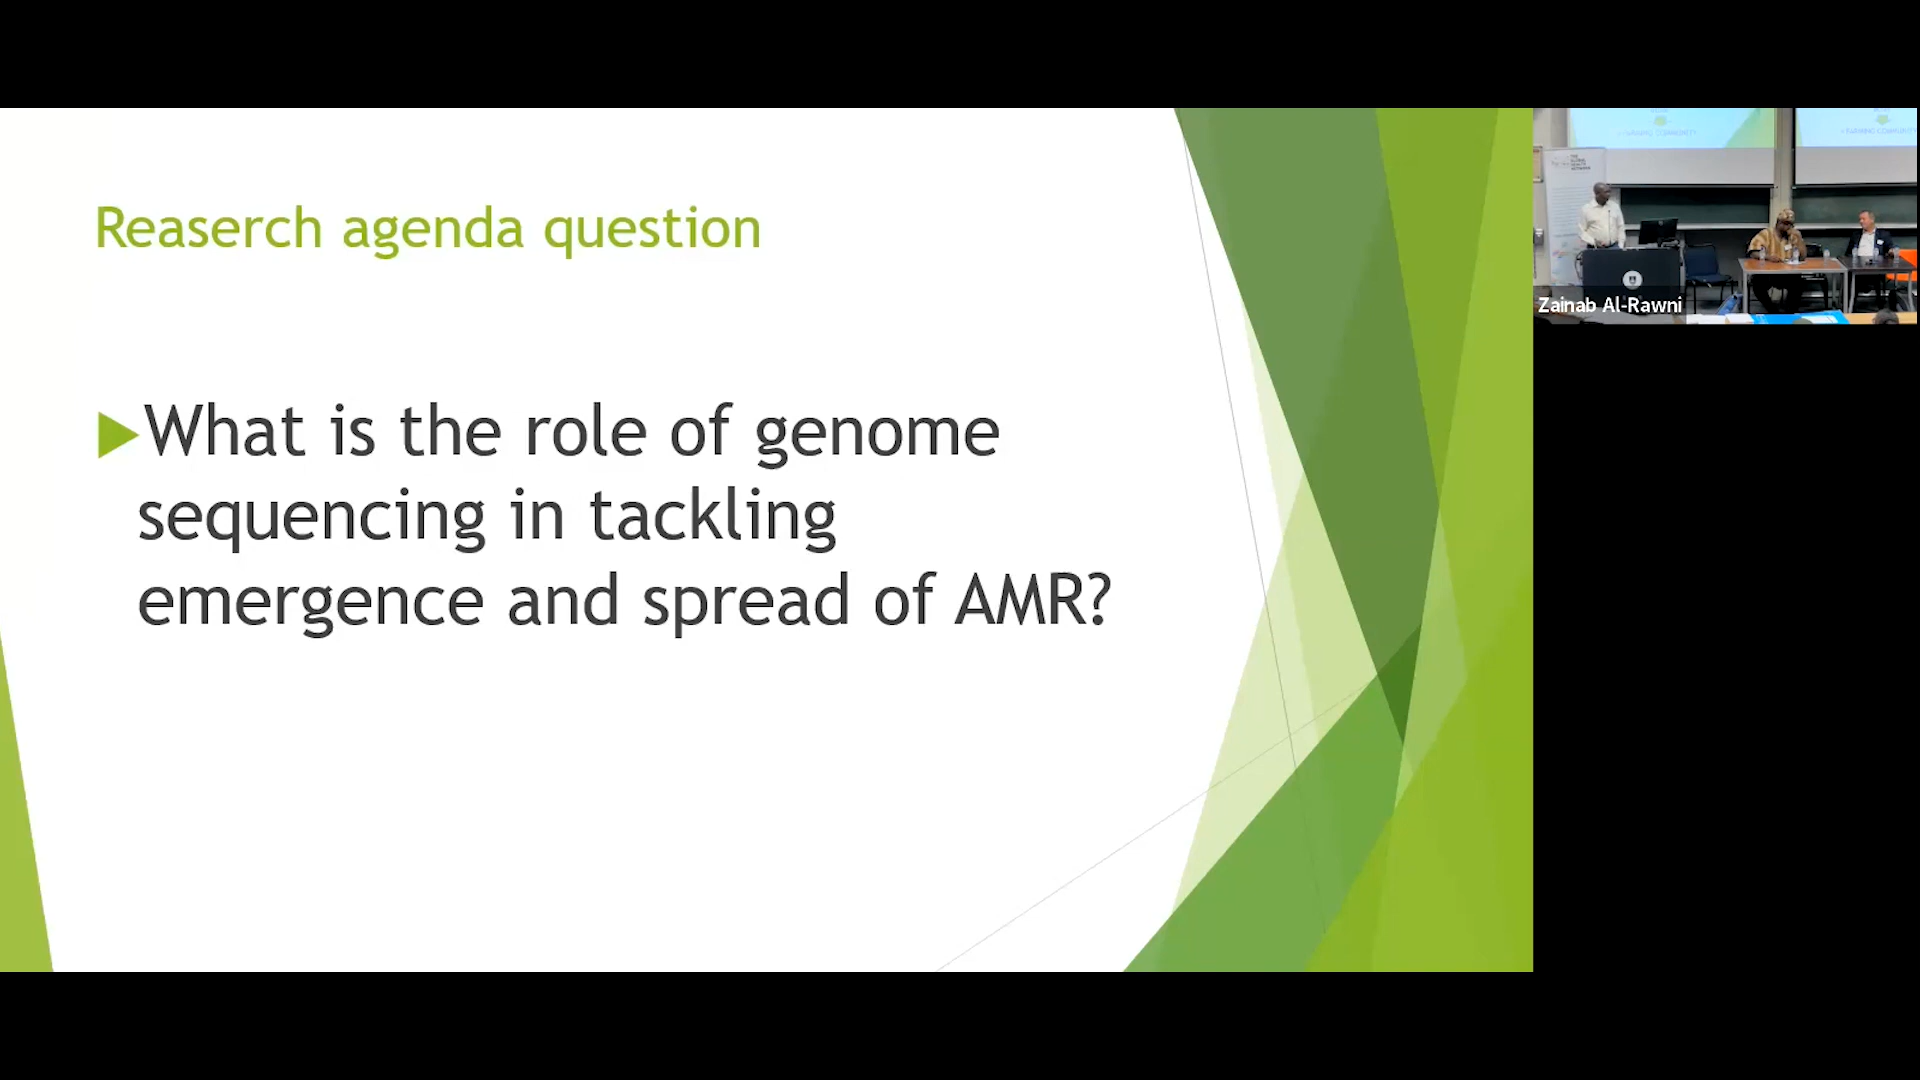 Reaserch agenda question
What is the role of genome
sequencing in tackling
emergence and spread of AMR?
Zainab Al-Rawni